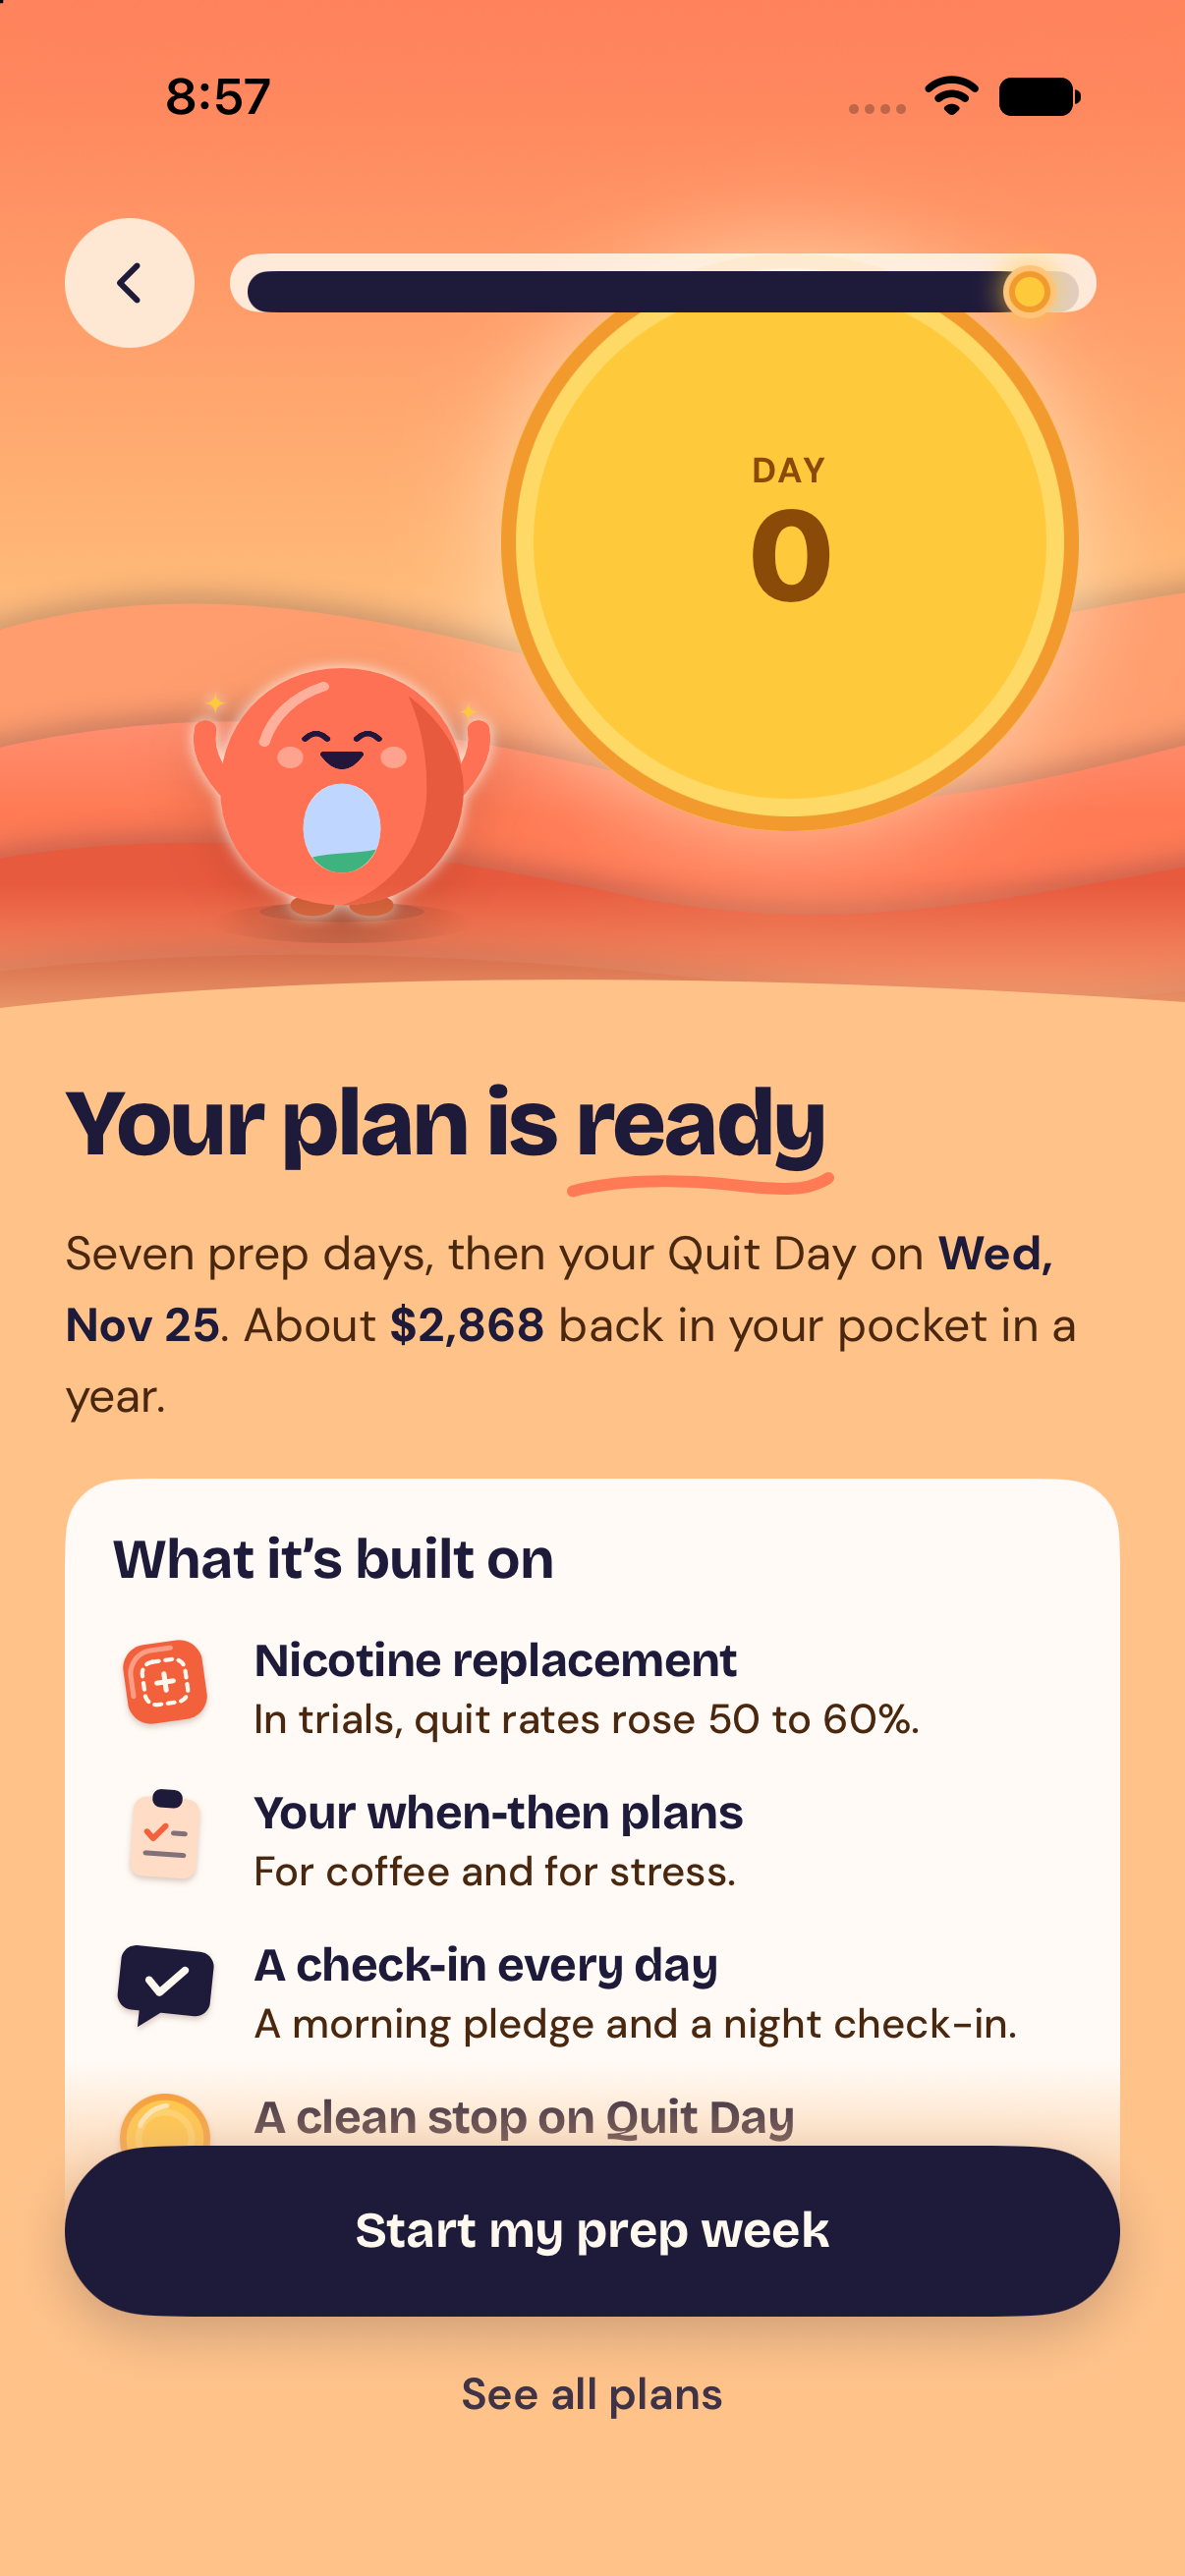 8:57
DAY
0
Your plan is ready
Seven prep days, then your Quit Day on Wed,
Nov 25. About $2,868 back in your pocket in a
year.
What it’s built on
Nicotine replacement
In trials, quit rates rose 50 to 60%.
Your when-then plans
For coffee and for stress.
A check-in every day
A morning pledge and a night check-in.
A clean stop on Quit Day
Start my prep week
See all plans